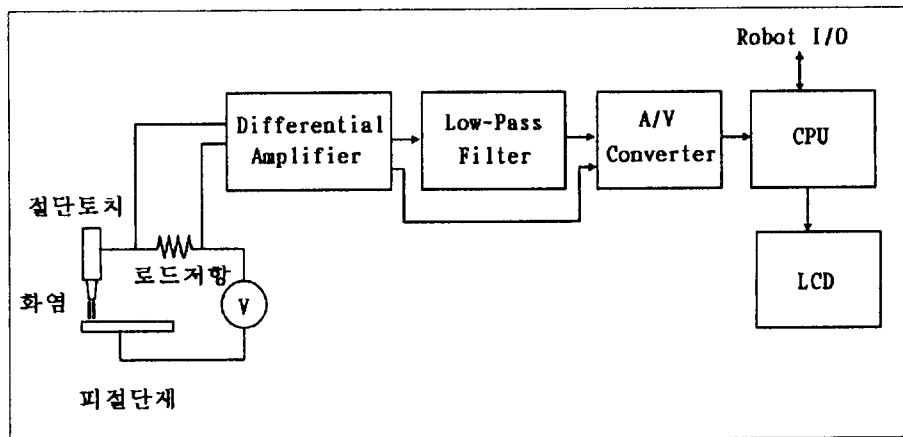 Robot I/O
Differential
Amplifier
Low-Pass
Filter
A/V
Converter
CPU
절단토치
로드저항
화염
V
LCD
피절단재